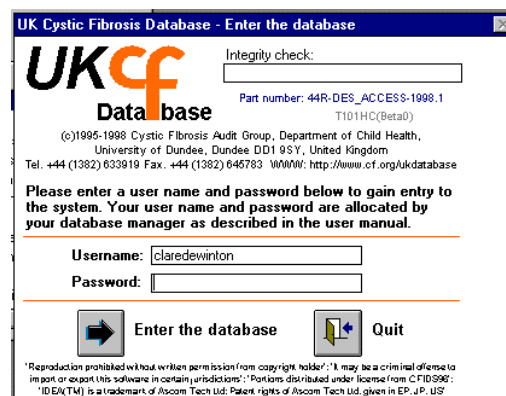 UK Cystic Fibrosis Database - Enter the database
UKCF
Database
Integrity check:
Part number: 44R-DES_ACCESS-1998.1
T101HC(Beta0)
(c)1995-1998 Cystic Fibrosis Audit Group, Department of Child Health,
University of Dundee, Dundee DD1 9SY, United Kingdom
Tel. +44 (1382) 633919 Fax. +44 (1382) 645783 WWW: http://www.cf.org/ukdatabase
Please enter a user name and password below to gain entry to
the system. Your user name and password are allocated by
your database manager as described in the user manual.
Username: claredewinton
Password:
Enter the database
Quit
'Reproduction prohibited without written permission from copyright holder': 'It may be a criminal offense to
import or export this software in certain jurisdictions': 'Portions distributed under license from CFIDS98':
'IDEA(TM) is a trademark of Ascom Tech Ltd: Patent rights of Ascom Tech Ltd. given in EP, JP, US'